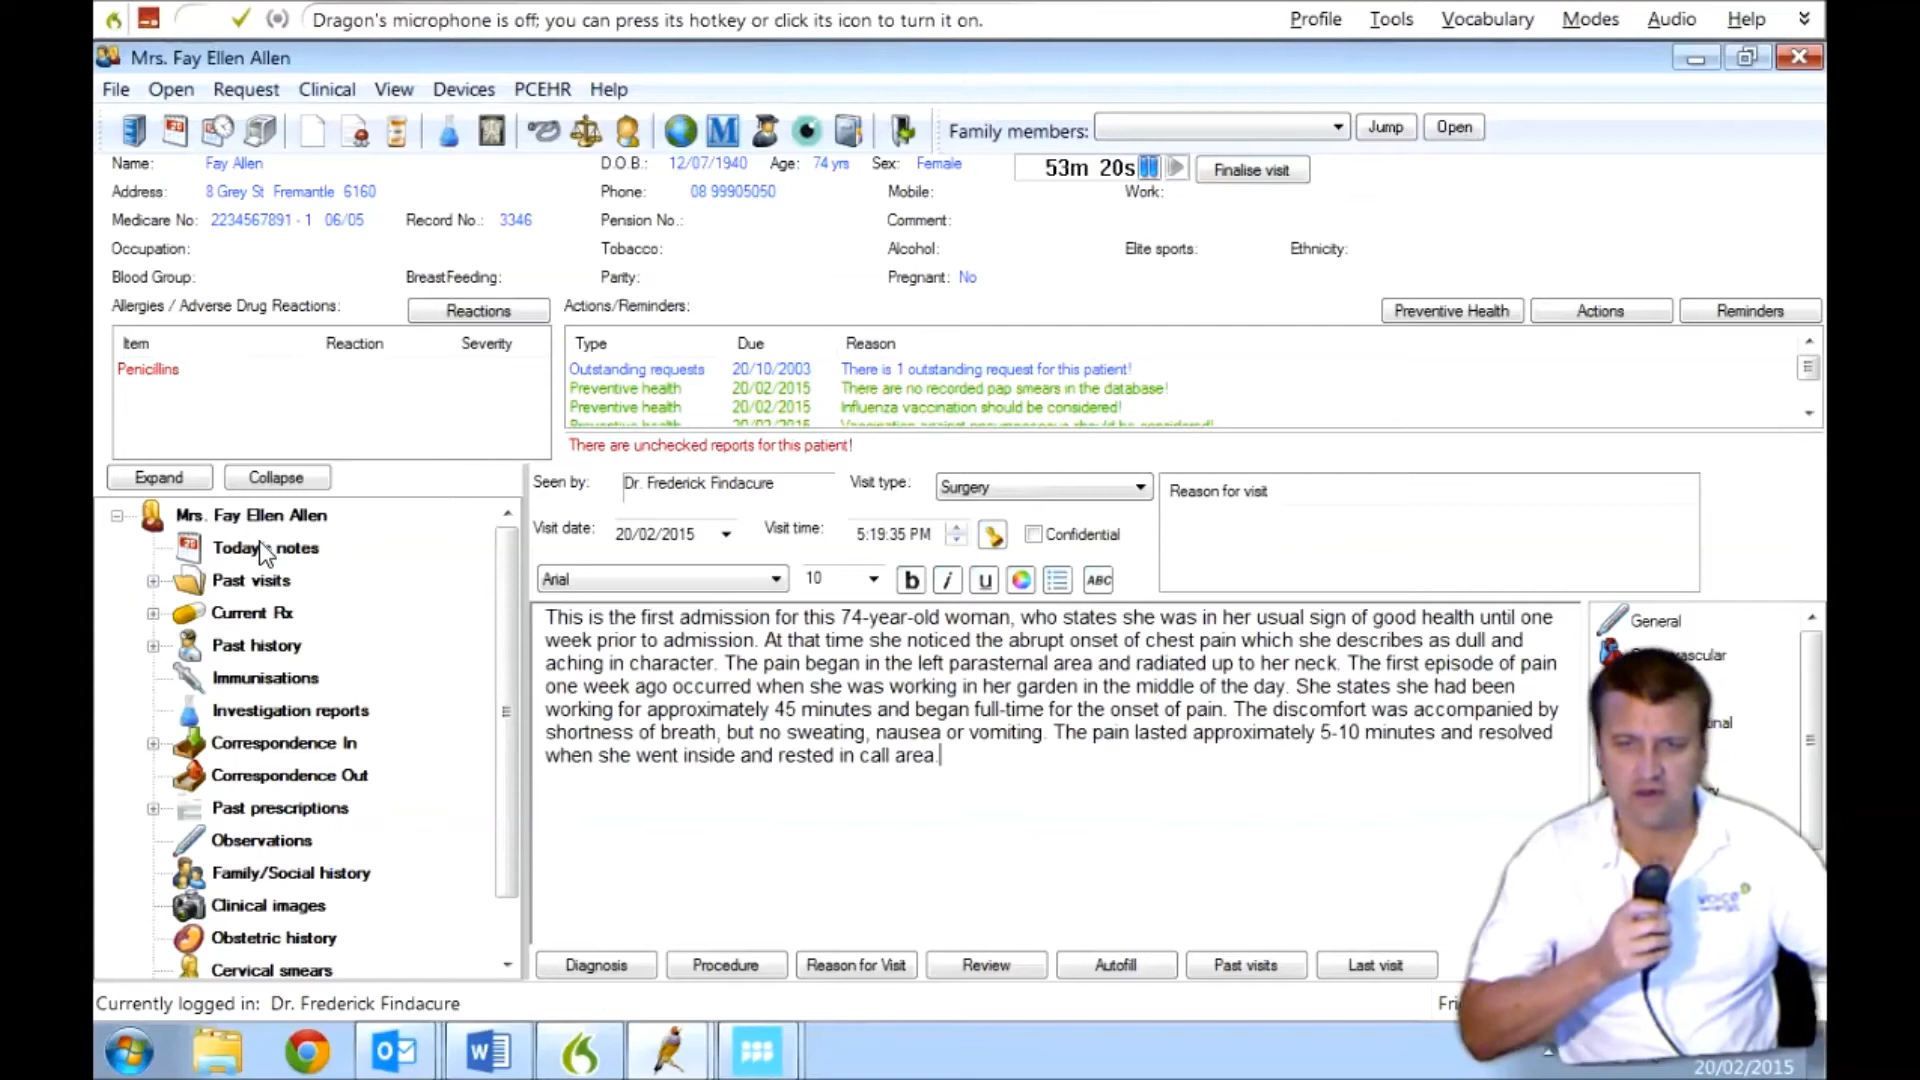 Dragon's microphone is off; you can press its hotkey or click its icon to turn it on.
Profile Tools Vocabulary Modes Audio Help
Mrs. Fay Ellen Allen
File Open Request Clinical View Devices PCEHR Help
Family members: Jump Open
Name: Fay Allen D.O.B.: 12/07/1940 Age: 74 yrs Sex: Female 53m 20s Finalise visit
Address: 8 Grey St Fremantle 6160 Phone: 08 99905050 Mobile: Work:
Medicare No: 2234567891 - 1 06/05 Record No.: 3346 Pension No.: Comment:
Occupation: Tobacco: Alcohol: Elite sports: Ethnicity:
Blood Group: BreastFeeding: Parity: Pregnant: No
Allergies / Adverse Drug Reactions: Reactions Actions/Reminders: Preventive Health Actions Reminders
Item Reaction Severity
Penicillins
Type Due Reason
Outstanding requests 20/10/2003 There is 1 outstanding request for this patient!
Preventive health 20/02/2015 There are no recorded pap smears in the database!
Preventive health 20/02/2015 Influenza vaccination should be considered!
There are unchecked reports for this patient!
Expand Collapse
Mrs. Fay Ellen Allen
Today notes
Past visits
Current Rx
Past history
Immunisations
Investigation reports
Correspondence In
Correspondence Out
Past prescriptions
Observations
Family/Social history
Clinical images
Obstetric history
Cervical smears
Seen by: Dr. Frederick Findacure Visit type: Surgery Reason for visit
Visit date: 20/02/2015 Visit time: 5:19:35 PM Confidential
Arial 10 b i u ABC
This is the first admission for this 74-year-old woman, who states she was in her usual sign of good health until one
week prior to admission. At that time she noticed the abrupt onset of chest pain which she describes as dull and
aching in character. The pain began in the left parasternal area and radiated up to her neck. The first episode of pain
one week ago occurred when she was working in her garden in the middle of the day. She states she had been
working for approximately 45 minutes and began full-time for the onset of pain. The discomfort was accompanied by
shortness of breath, but no sweating, nausea or vomiting. The pain lasted approximately 5-10 minutes and resolved
when she went inside and rested in call area.
General
Diagnosis Procedure Reason for Visit Review Autofill Past visits Last visit
Currently logged in: Dr. Frederick Findacure
20/02/2015